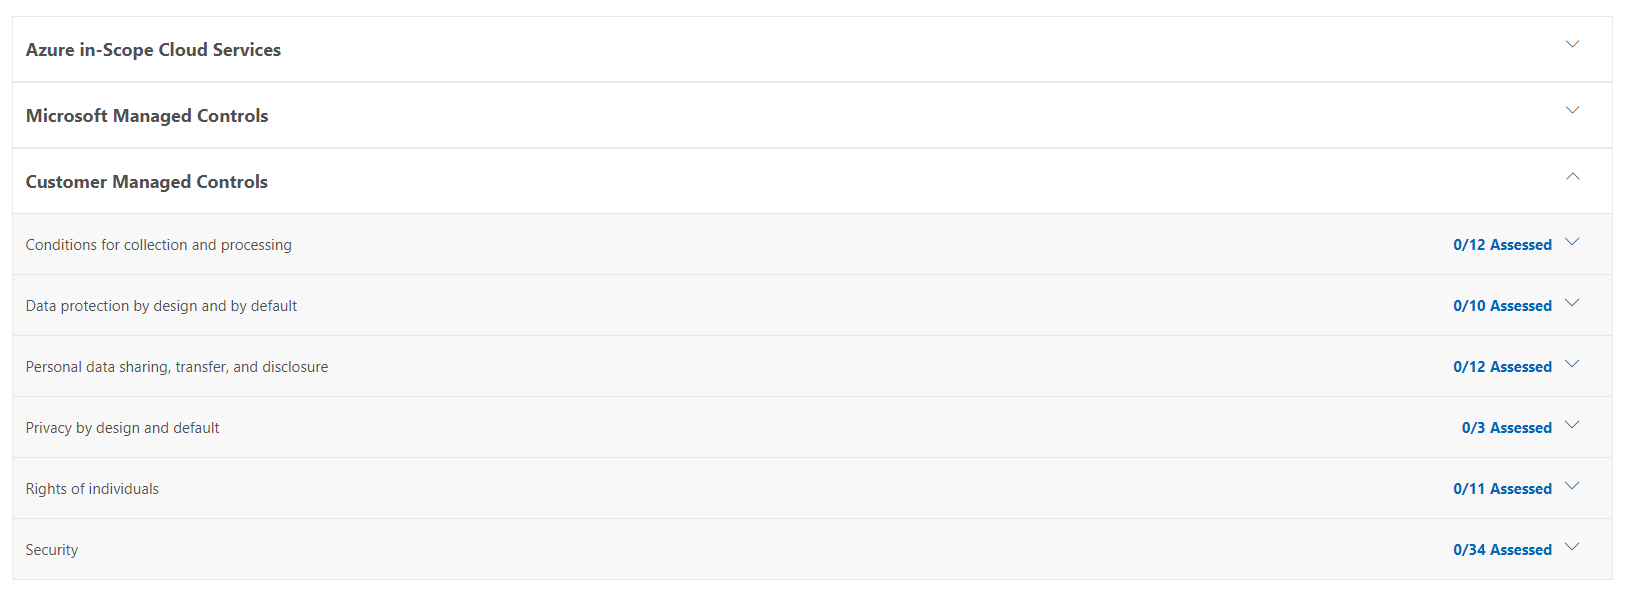 Azure in-Scope Cloud Services
Microsoft Managed Controls
Customer Managed Controls
Conditions for collection and processing 0/12 Assessed
Data protection by design and by default 0/10 Assessed
Personal data sharing, transfer, and disclosure 0/12 Assessed
Privacy by design and default 0/3 Assessed
Rights of individuals 0/11 Assessed
Security 0/34 Assessed